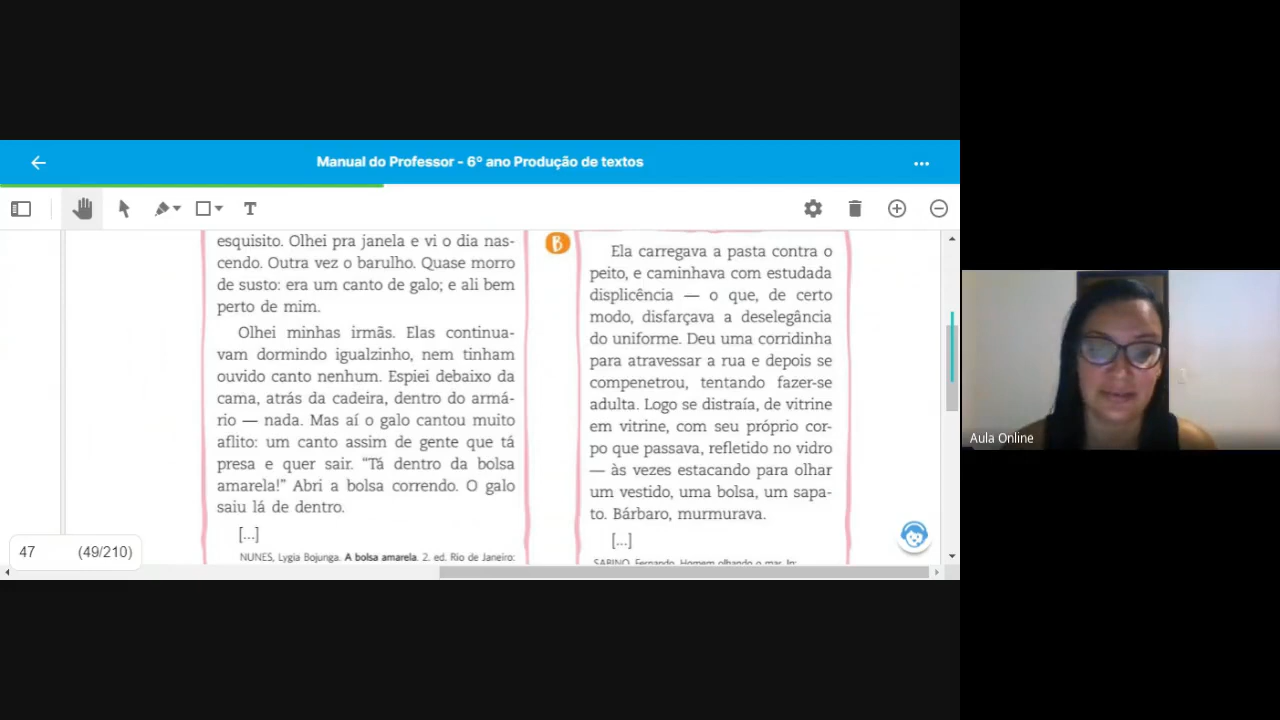 Manual do Professor - 6º ano Produção de textos
T
esquisito. Olhei pra janela e vi o dia nas-
cendo. Outra vez o barulho. Quase morro
de susto: era um canto de galo; e ali bem
perto de mim.
Olhei minhas irmãs. Elas continua-
vam dormindo igualzinho, nem tinham
ouvido canto nenhum. Espiei debaixo da
cama, atrás da cadeira, dentro do armá-
rio — nada. Mas aí o galo cantou muito
aflito: um canto assim de gente que tá
presa e quer sair. “Tá dentro da bolsa
amarela!” Abri a bolsa correndo. O galo
saiu lá de dentro.
[...]
NUNES, Lygia Bojunga. A bolsa amarela. 2. ed. Rio de Janeiro:
B
Ela carregava a pasta contra o
peito, e caminhava com estudada
displicência — o que, de certo
modo, disfarçava a deselegância
do uniforme. Deu uma corridinha
para atravessar a rua e depois se
compenetrou, tentando fazer-se
adulta. Logo se distraía, de vitrine
em vitrine, com seu próprio cor-
po que passava, refletido no vidro
— às vezes estacando para olhar
um vestido, uma bolsa, um sapa-
to. Bárbaro, murmurava.
[...]
SABINO, Fernando. Homem olhando o mar. In:
47 (49/210)
Aula Online